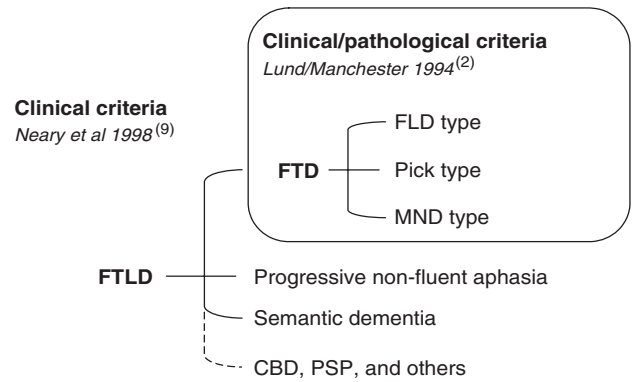 Clinical/pathological criteria
Lund/Manchester 1994(2)
Clinical criteria
Neary et al 1998(9)
FLD type
FTD
Pick type
MND type
FTLD
Progressive non-fluent aphasia
Semantic dementia
CBD, PSP, and others